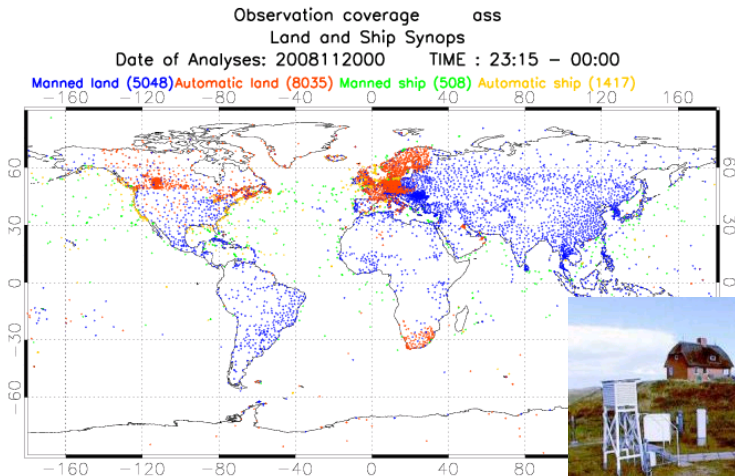 Observation coverage ass
Land and Ship Synops
Date of Analyses: 2008112000 TIME : 23:15 - 00:00
Manned land (5048) Automatic land (8035) Manned ship (508) Automatic ship (1417)
-160 -120 -80 -40 0 40 80 120 160
60 60
30 30
0 0
-30
-60
-160 -120 -80 -40 0 40 80